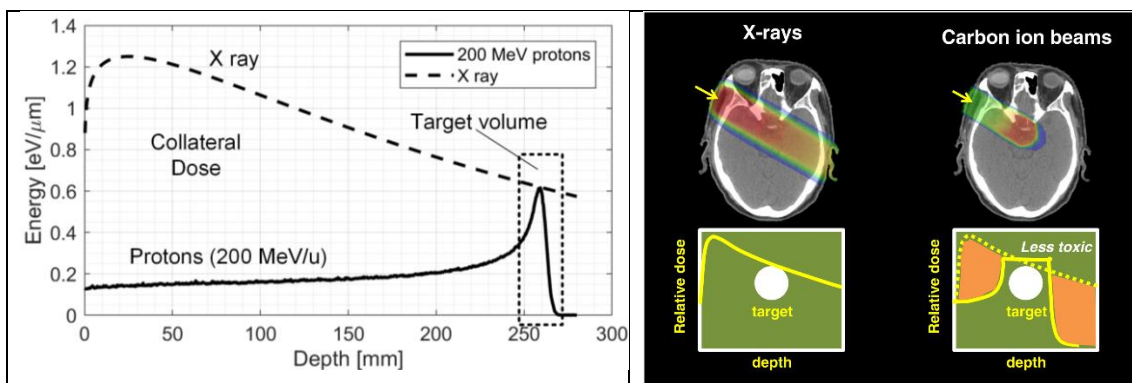 1.4
1.2
1
0.8
0.6
0.4
0.2
0
Energy [eV/μm]
X ray
200 MeV protons
X ray
Collateral
Dose
Target volume
Protons (200 MeV/u)
0 50 100 150 200 250 300
Depth [mm]
X-rays
Carbon ion beams
Relative dose
target
depth
Relative dose
Less toxic
target
depth